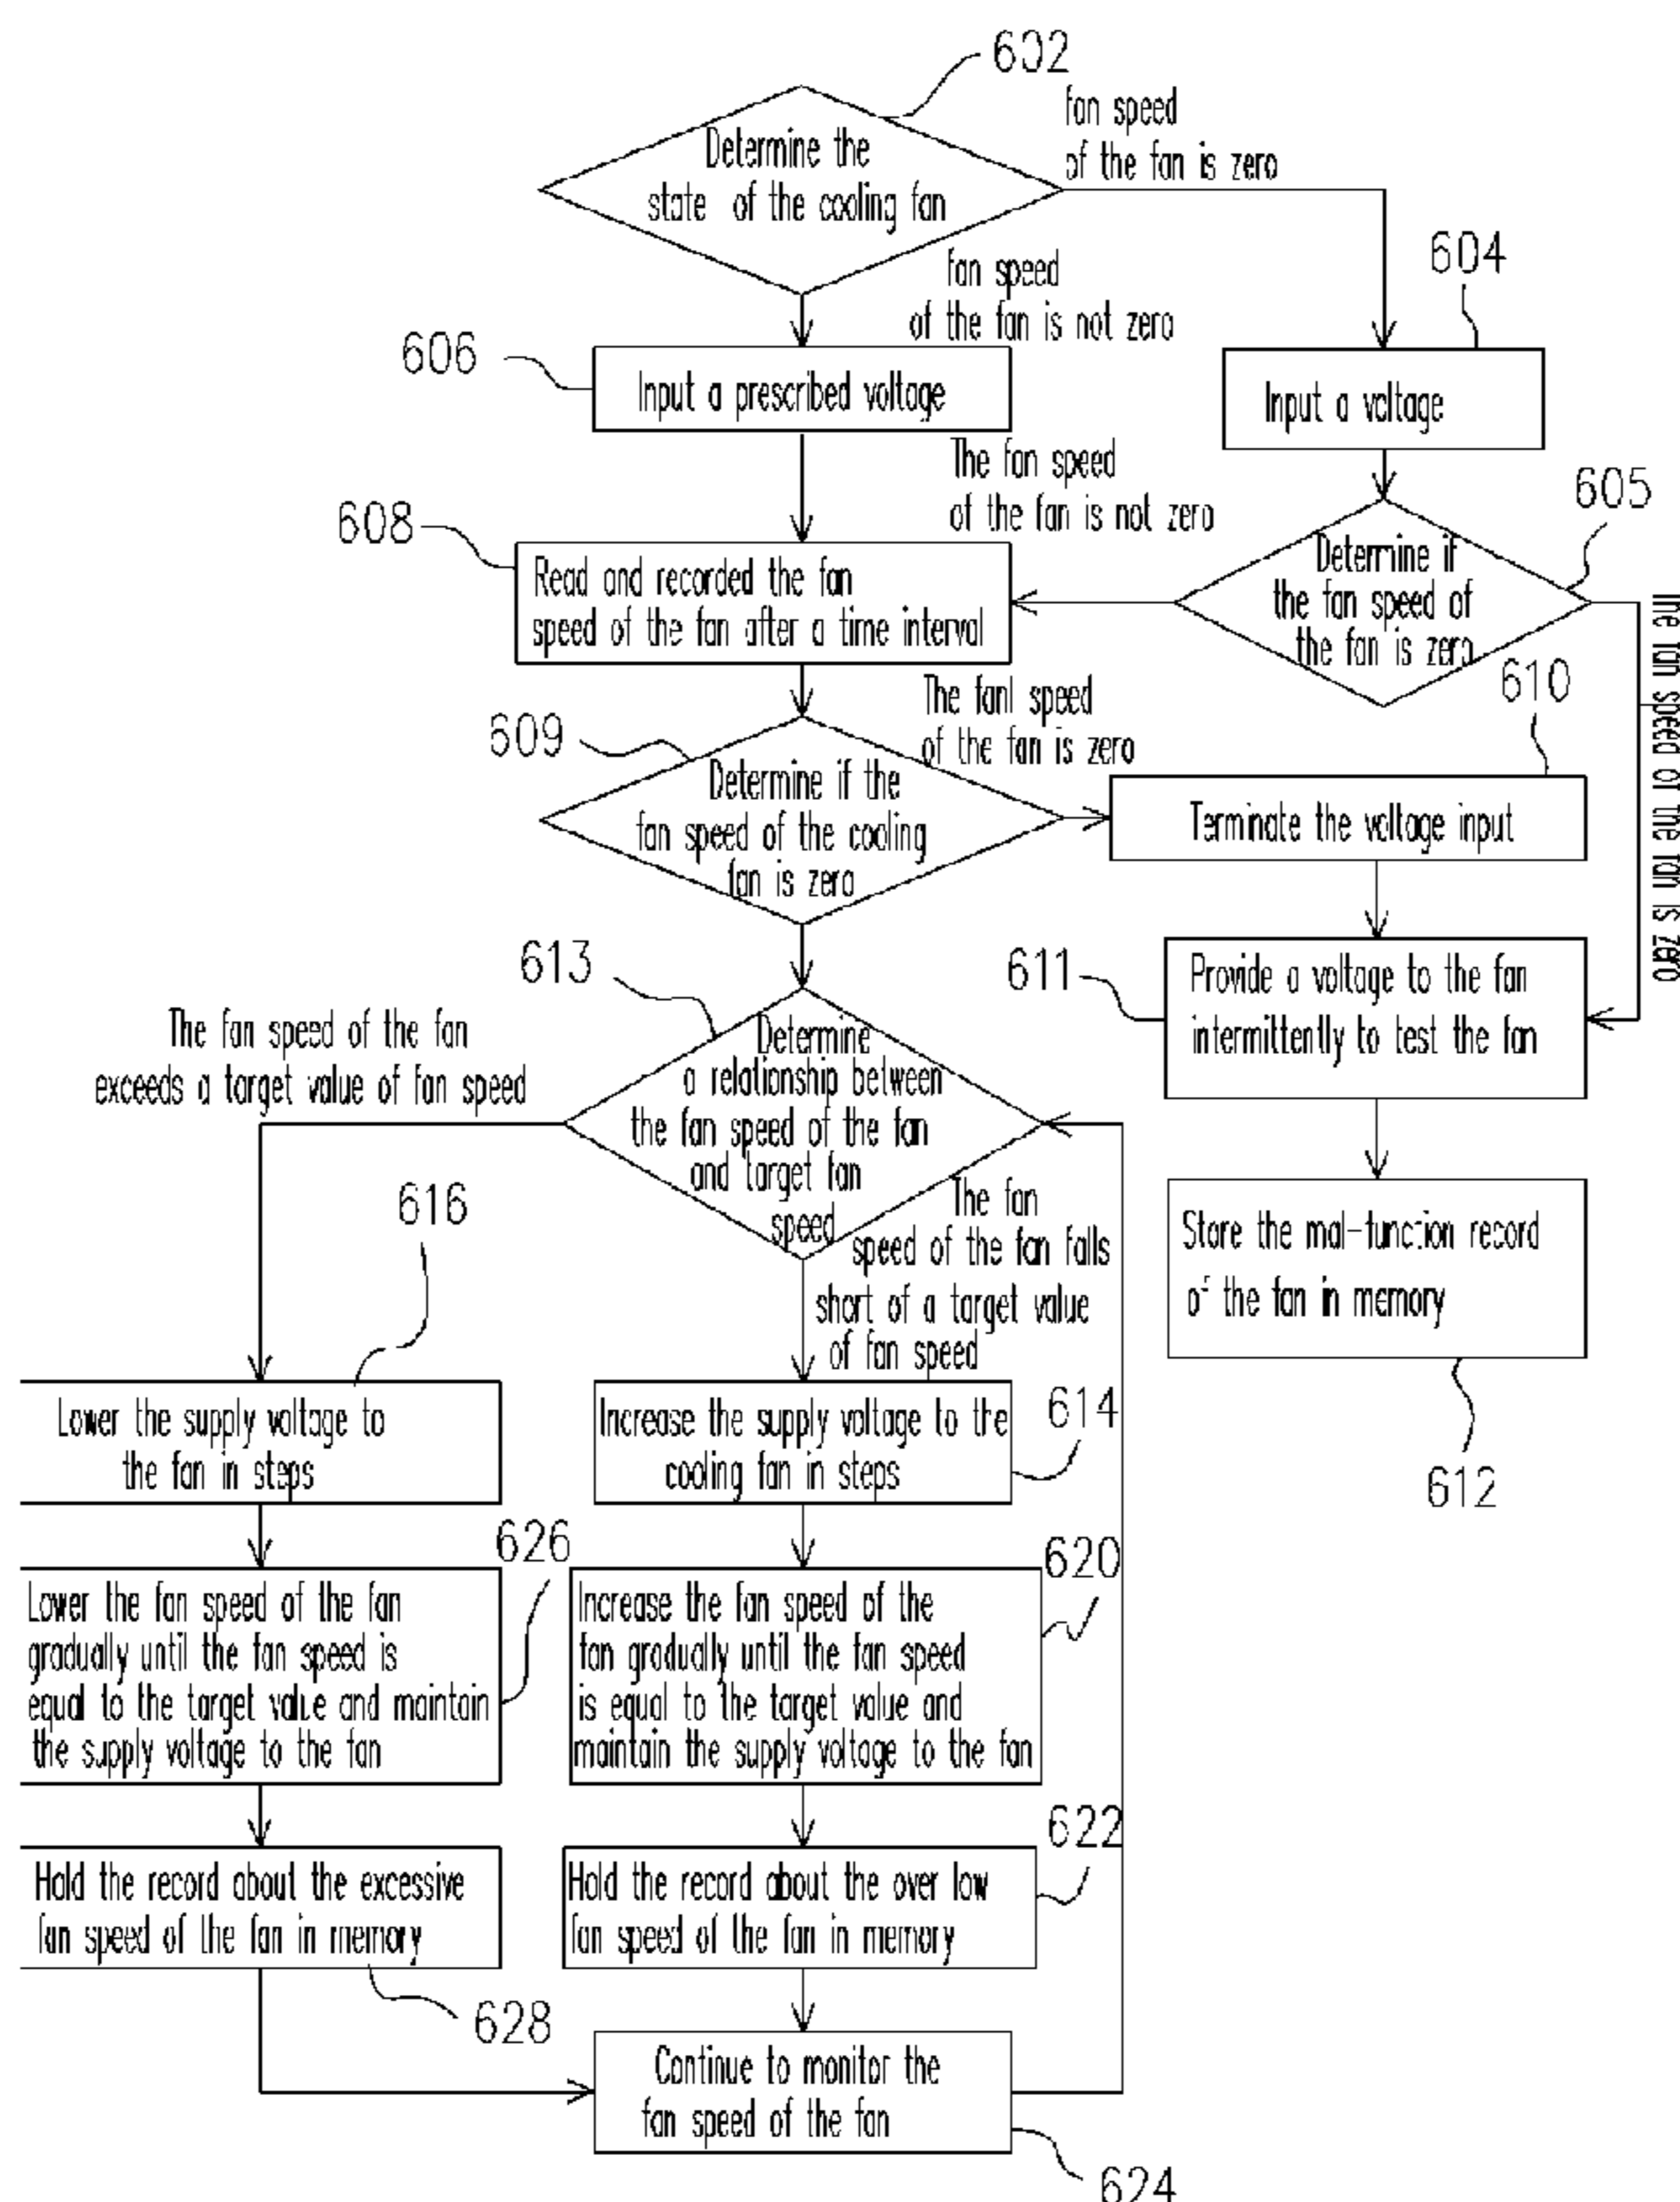 602
fan speed
of the fan is zero
Determine the
state of the cooling fan
604
fan speed
of the fan is not zero
606
Input a prescribed voltage
Input a voltage
The fan speed
of the fan is not zero
605
608
Read and recorded the fan
speed of the fan after a time interval
Determine if
the fan speed of
the fan is zero
The fan speed of the fan is zero
610
The fanl speed
of the fan is zero
609
Determine if the
fan speed of the cooling
fan is zero
Terminate the voltage input
613
611
Provide a voltage to the fan
intermittently to test the fan
The fan speed of the fan
exceeds a target value of fan speed
Determine
a relationship between
the fan speed of the fan
and target fan
speed
The fan
speed of the fan falls
short of a target value
of fan speed
616
Store the mal-function record
of the fan in memory
612
Lower the supply voltage to
the fan in steps
Increase the supply voltage to the
cooling fan in steps
614
626
620
Lower the fan speed of the fan
gradually until the fan speed is
equal to the target value and maintain
the supply voltage to the fan
Increase the fan speed of the
fan gradually until the fan speed
is equal to the target value and
maintain the supply voltage to the fan
622
Hold the record about the excessive
fan speed of the fan in memory
Hold the record about the over low
fan speed of the fan in memory
628
Continue to monitor the
fan speed of the fan
624